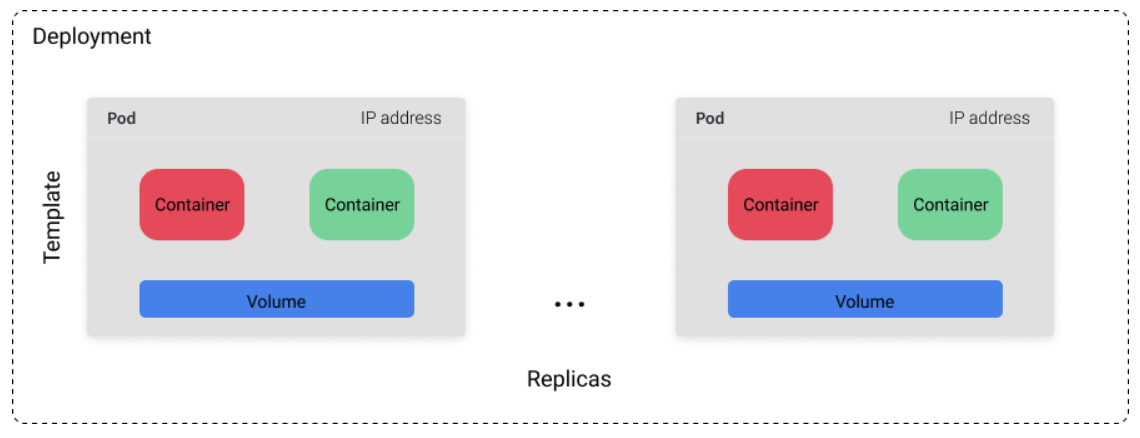 Deployment
Pod IP address
Pod IP address
Template
Container Container
Container Container
Volume
...
Volume
Replicas